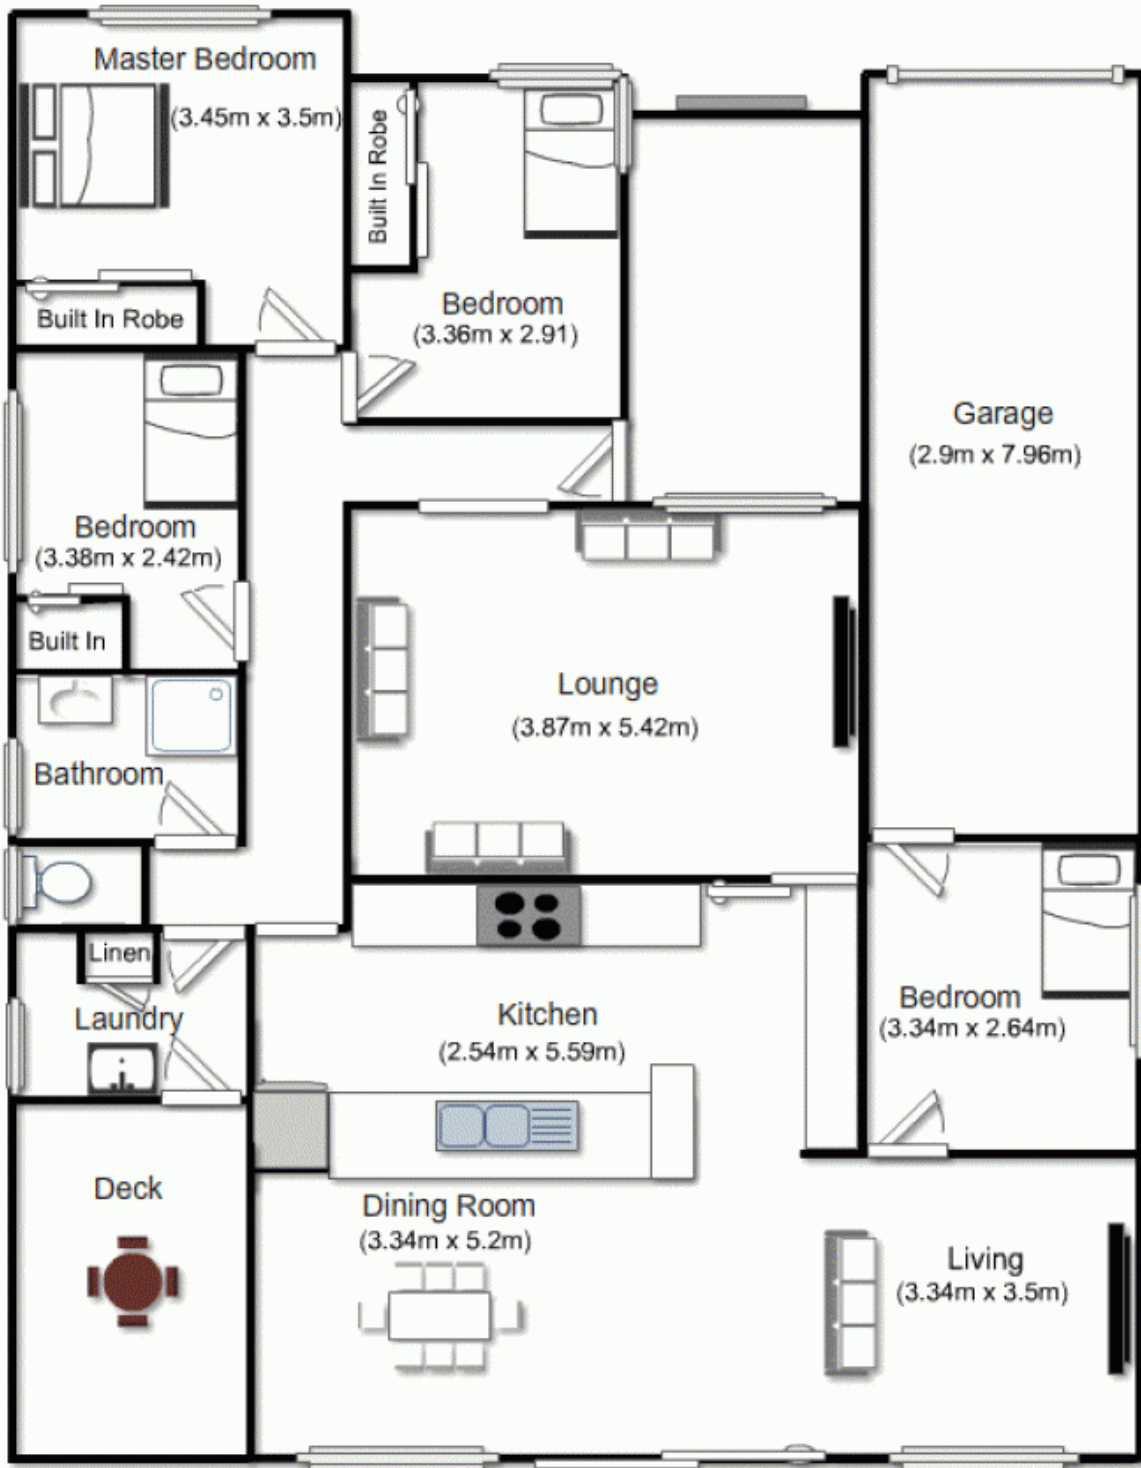 Master Bedroom
(3.45m x 3.5m)
Built In Robe
Built In Robe
Bedroom
(3.36m x 2.91)
Garage
(2.9m x 7.96m)
Bedroom
(3.38m x 2.42m)
Built In
Lounge
(3.87m x 5.42m)
Bathroom
Linen
Laundry
Kitchen
(2.54m x 5.59m)
Bedroom
(3.34m x 2.64m)
Deck
Dining Room
(3.34m x 5.2m)
Living
(3.34m x 3.5m)